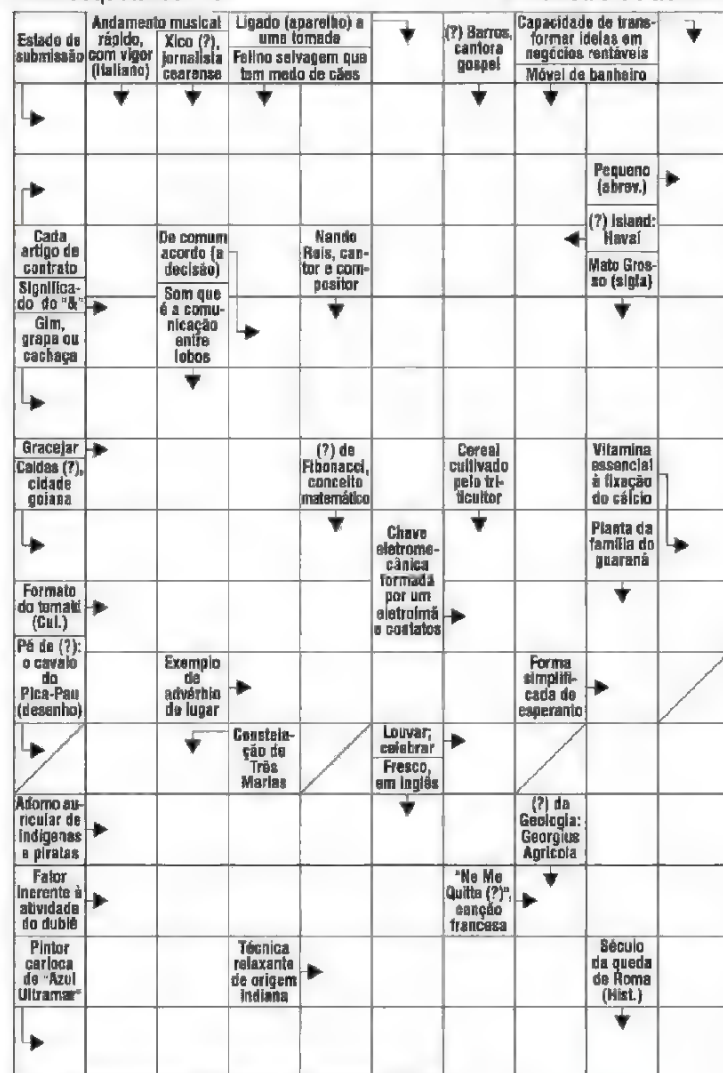 Estado de
submissão
Andamento musical
rápido,
com vigor
(Italiano)
Xico (?),
jornalista
cearense
Ligado (aparelho) a
uma tomada
Felino selvagem que
tem medo de cães
(?) Barros,
cantora
gospel
Capacidade de trans-
formar ideias em
negócios rentáveis
Móvel de banheiro
Pequeno
(abrev.)
(?) Island:
Havaí
Mato Gros-
so (sigla)
Cada
artigo de
contrato
Significa-
do do "&"
Gim,
grapa ou
cachaça
De comum
acordo (a
decisão)
Som que
é a comu-
nicação
entre
lobos
Nando
Reis, can-
tor e com-
positor
Gracejar
Caldas (?),
cidade
goiana
(?) de
Fibonacci,
conceito
matemático
Cereal
cultivado
pelo tri-
ticultor
Vitamina
essencial
à fixação
do cálcio
Planta da
família do
guaraná
Chave
eletrome-
cânica
formada
por um
eletroímã
e contatos
Formato
do temaki
(Cul.)
Pé de (?):
o cavalo
do
Pica-Pau
(desenho)
Exemplo
de
advérbio
de lugar
Forma
simplifi-
cada de
esperanto
Constela-
ção de
Três
Marias
Louvar;
celebrar
Fresco,
em inglês
Adorno au-
ricular de
indígenas
e piratas
(?) da
Geologia:
Georgius
Agricola
Fator
inerente à
atividade
do dublê
"Ne Me
Quitte (?)",
canção
francesa
Pintor
carioca
de "Azul
Ultramar"
Técnica
relaxante
de origem
indiana
Século
da queda
de Roma
(Hist.)